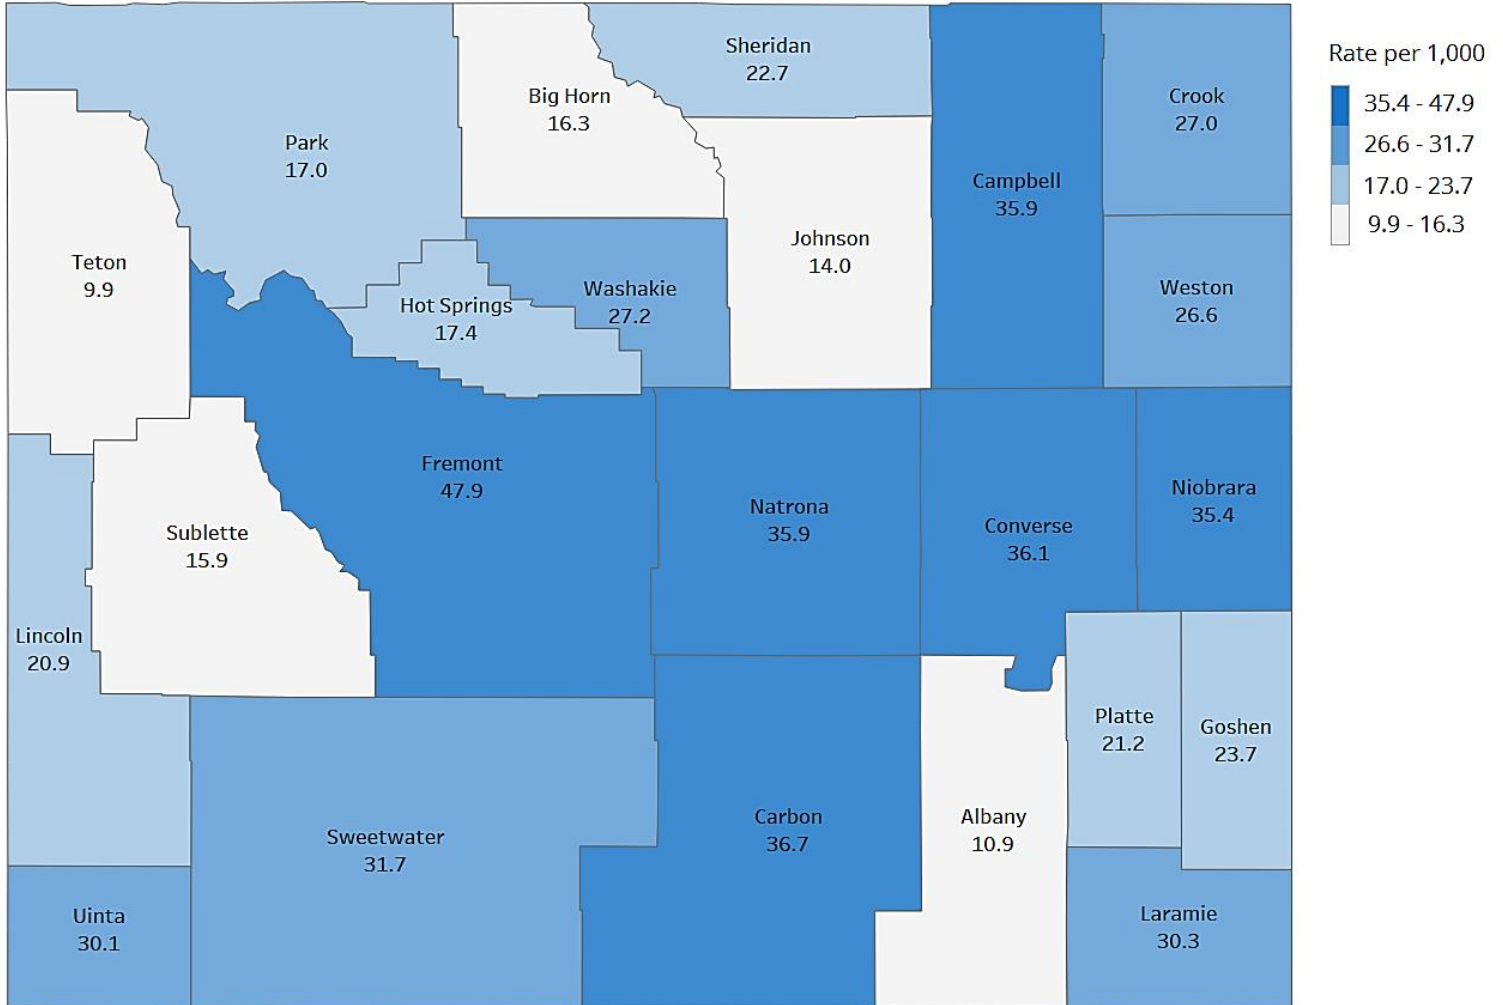 Sheridan
22.7
Rate per 1,000
35.4 - 47.9
26.6 - 31.7
17.0 - 23.7
9.9 - 16.3
Big Horn
16.3
Crook
27.0
Park
17.0
Campbell
35.9
Johnson
14.0
Teton
9.9
Washakie
27.2
Weston
26.6
Hot Springs
17.4
Fremont
47.9
Niobrara
35.4
Natrona
35.9
Converse
36.1
Sublette
15.9
Lincoln
20.9
Platte
21.2
Goshen
23.7
Carbon
36.7
Albany
10.9
Sweetwater
31.7
Uinta
30.1
Laramie
30.3